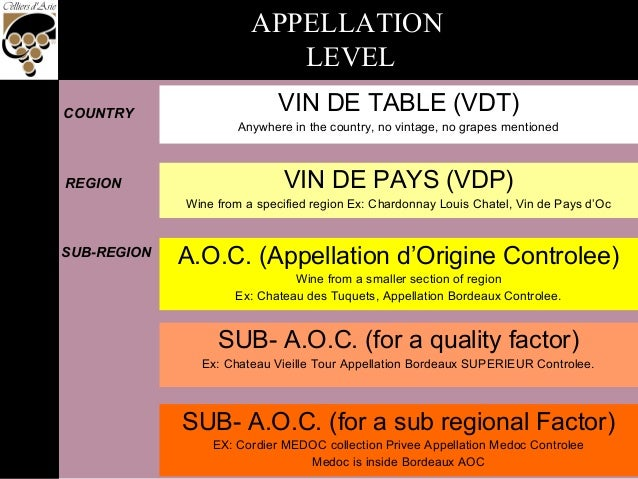 Celliers d'Asie
APPELLATION
LEVEL
COUNTRY
VIN DE TABLE (VDT)
Anywhere in the country, no vintage, no grapes mentioned
REGION
VIN DE PAYS (VDP)
Wine from a specified region Ex: Chardonnay Louis Chatel, Vin de Pays d’Oc
SUB-REGION
A.O.C. (Appellation d’Origine Controlee)
Wine from a smaller section of region
Ex: Chateau des Tuquets, Appellation Bordeaux Controlee.
SUB- A.O.C. (for a quality factor)
Ex: Chateau Vieille Tour Appellation Bordeaux SUPERIEUR Controlee.
SUB- A.O.C. (for a sub regional Factor)
EX: Cordier MEDOC collection Privee Appellation Medoc Controlee
Medoc is inside Bordeaux AOC